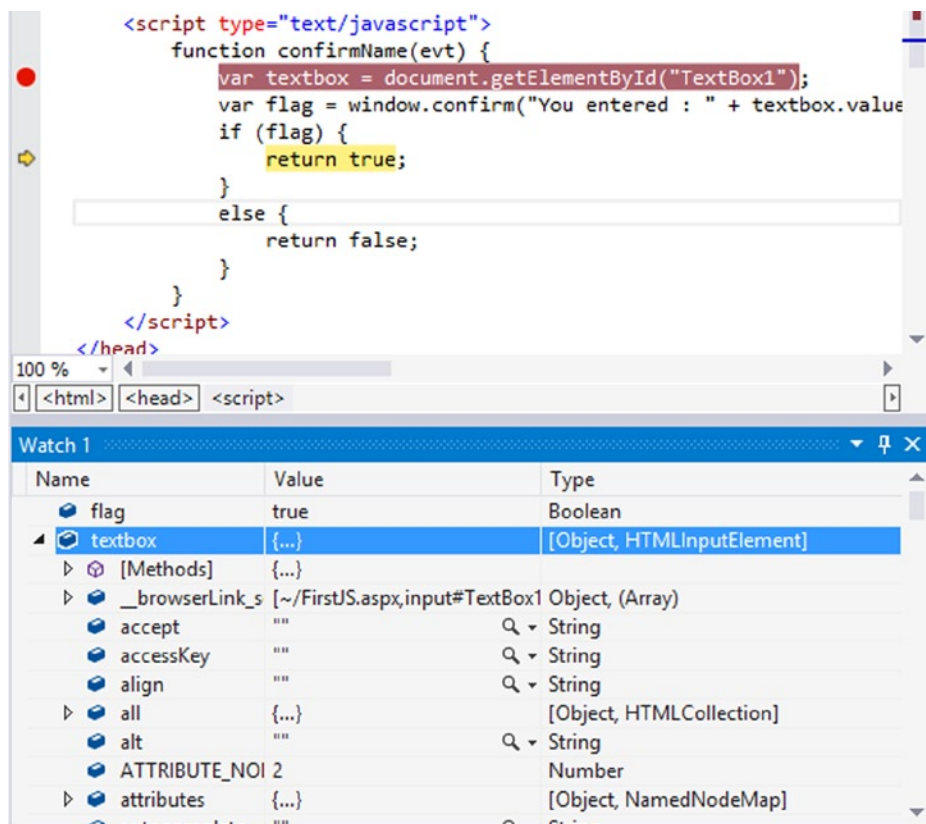 <script type="text/javascript">
function confirmName(evt) {
var textbox = document.getElementById("TextBox1");
var flag = window.confirm("You entered : " + textbox.value
if (flag) {
return true;
}
else {
return false;
}
}
</script>
</head>
100 %
<html> <head> <script>
Watch 1
Name Value Type
flag true Boolean
textbox {...} [Object, HTMLInputElement]
[Methods] {...}
__browserLink_s [~/FirstJS.aspx,input#TextBox1 Object, (Array)
accept "" String
accessKey "" String
align "" String
all {...} [Object, HTMLCollection]
alt "" String
ATTRIBUTE_NO 2 Number
attributes {...} [Object, NamedNodeMap]